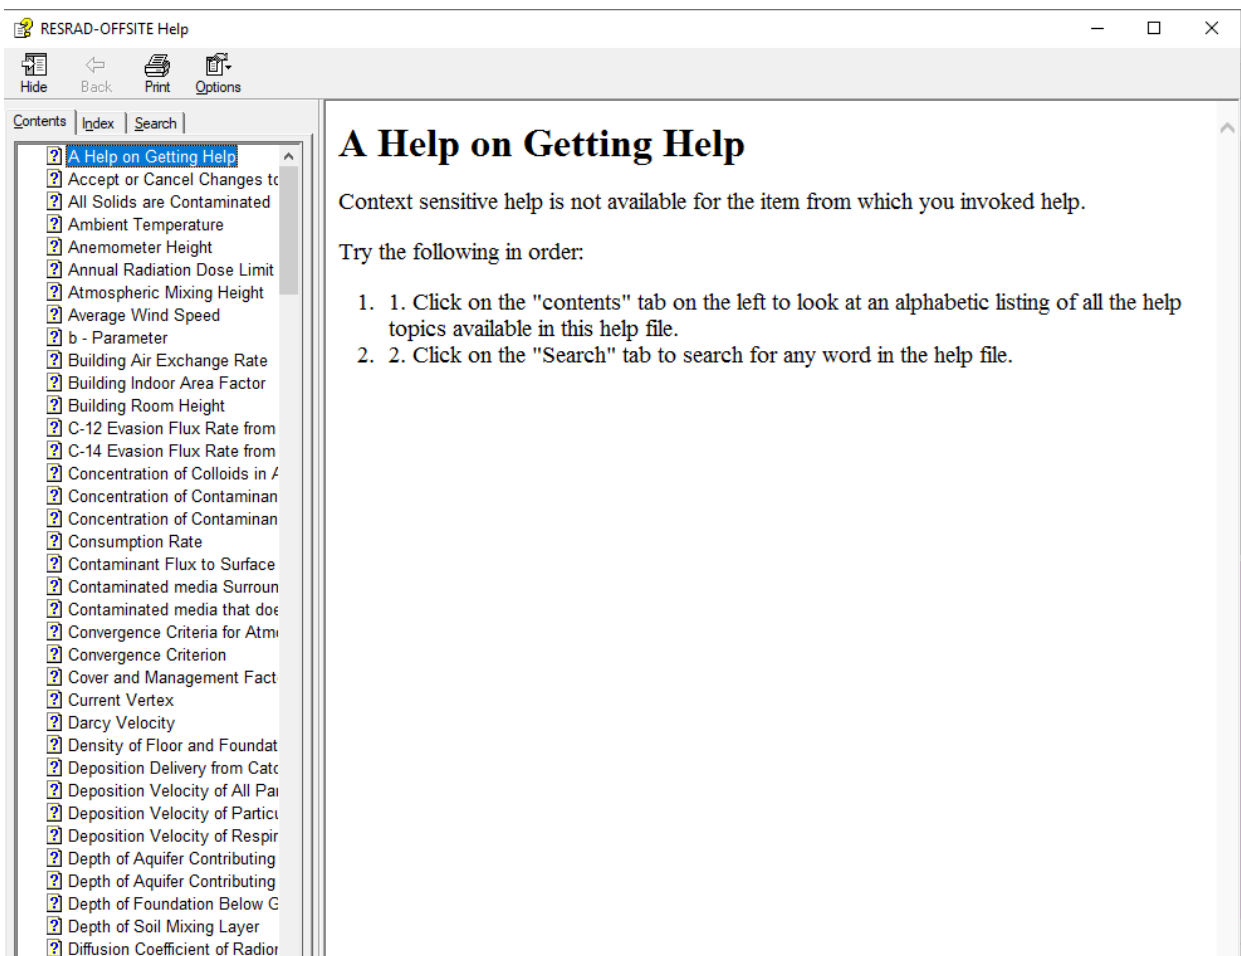 RESRAD-OFFSITE Help
Hide Back Print Options
Contents Index Search
A Help on Getting Help
Accept or Cancel Changes to
All Solids are Contaminated
Ambient Temperature
Anemometer Height
Annual Radiation Dose Limit
Atmospheric Mixing Height
Average Wind Speed
b - Parameter
Building Air Exchange Rate
Building Indoor Area Factor
Building Room Height
C-12 Evasion Flux Rate from
C-14 Evasion Flux Rate from
Concentration of Colloids in
Concentration of Contaminan
Concentration of Contaminan
Consumption Rate
Contaminant Flux to Surface
Contaminated media Surroun
Contaminated media that doe
Convergence Criteria for Atm
Convergence Criterion
Cover and Management Fact
Current Vertex
Darcy Velocity
Density of Floor and Foundat
Deposition Delivery from Catc
Deposition Velocity of All Par
Deposition Velocity of Particu
Deposition Velocity of Respir
Depth of Aquifer Contributing
Depth of Aquifer Contributing
Depth of Foundation Below G
Depth of Soil Mixing Layer
Diffusion Coefficient of Radior
A Help on Getting Help
Context sensitive help is not available for the item from which you invoked help.
Try the following in order:
1. 1. Click on the "contents" tab on the left to look at an alphabetic listing of all the help
topics available in this help file.
2. 2. Click on the "Search" tab to search for any word in the help file.